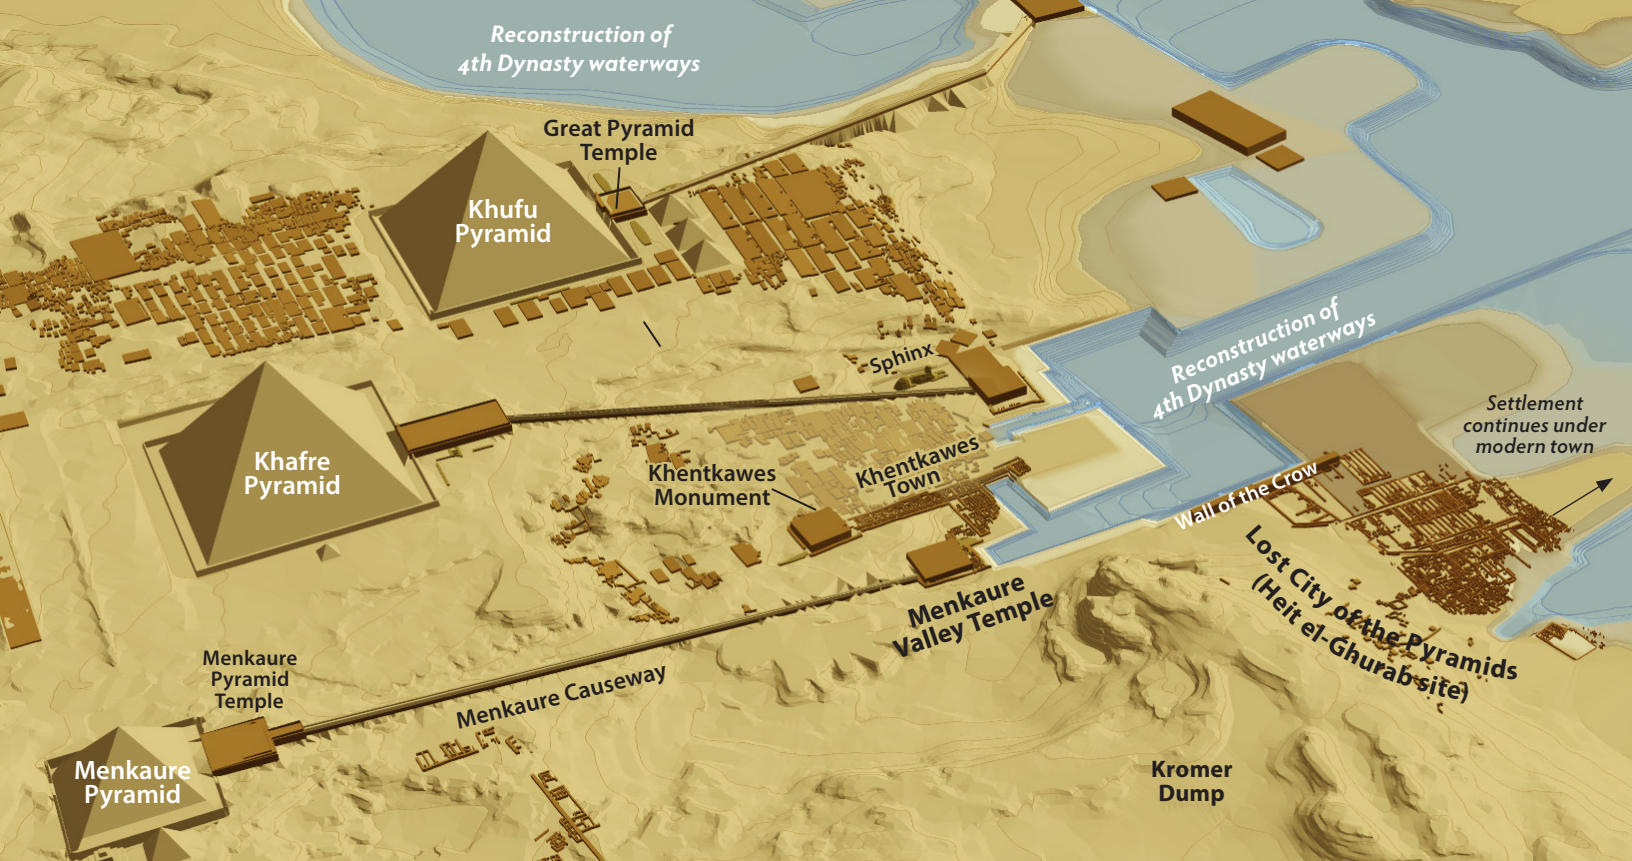 Reconstruction of
4th Dynasty waterways
Great Pyramid
Temple
Khufu
Pyramid
Reconstruction of
4th Dynasty waterways
Sphinx
Settlement
continues under
modern town
Khafre
Pyramid
Khentkawes
Monument
Khentkawes
Town
Wall of the Crow
Lost City of the Pyramids
(Heit el-Ghurab site)
Menkaure
Valley Temple
Menkaure
Pyramid
Temple
Menkaure Causeway
Menkaure
Pyramid
Kromer
Dump